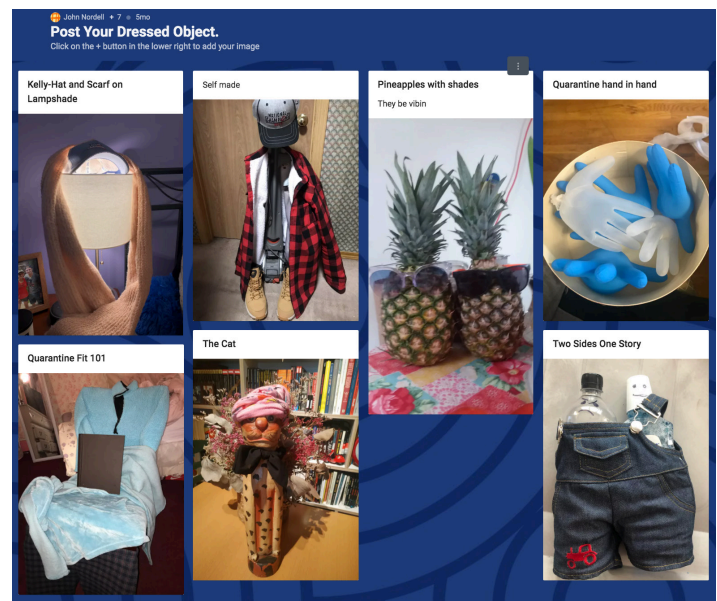 John Nordell + 7 • 5mo
Post Your Dressed Object.
Click on the + button in the lower right to add your image
Kelly-Hat and Scarf on
Lampshade
Self made
Pineapples with shades
They be vibin
Quarantine hand in hand
Quarantine Fit 101
The Cat
Two Sides One Story